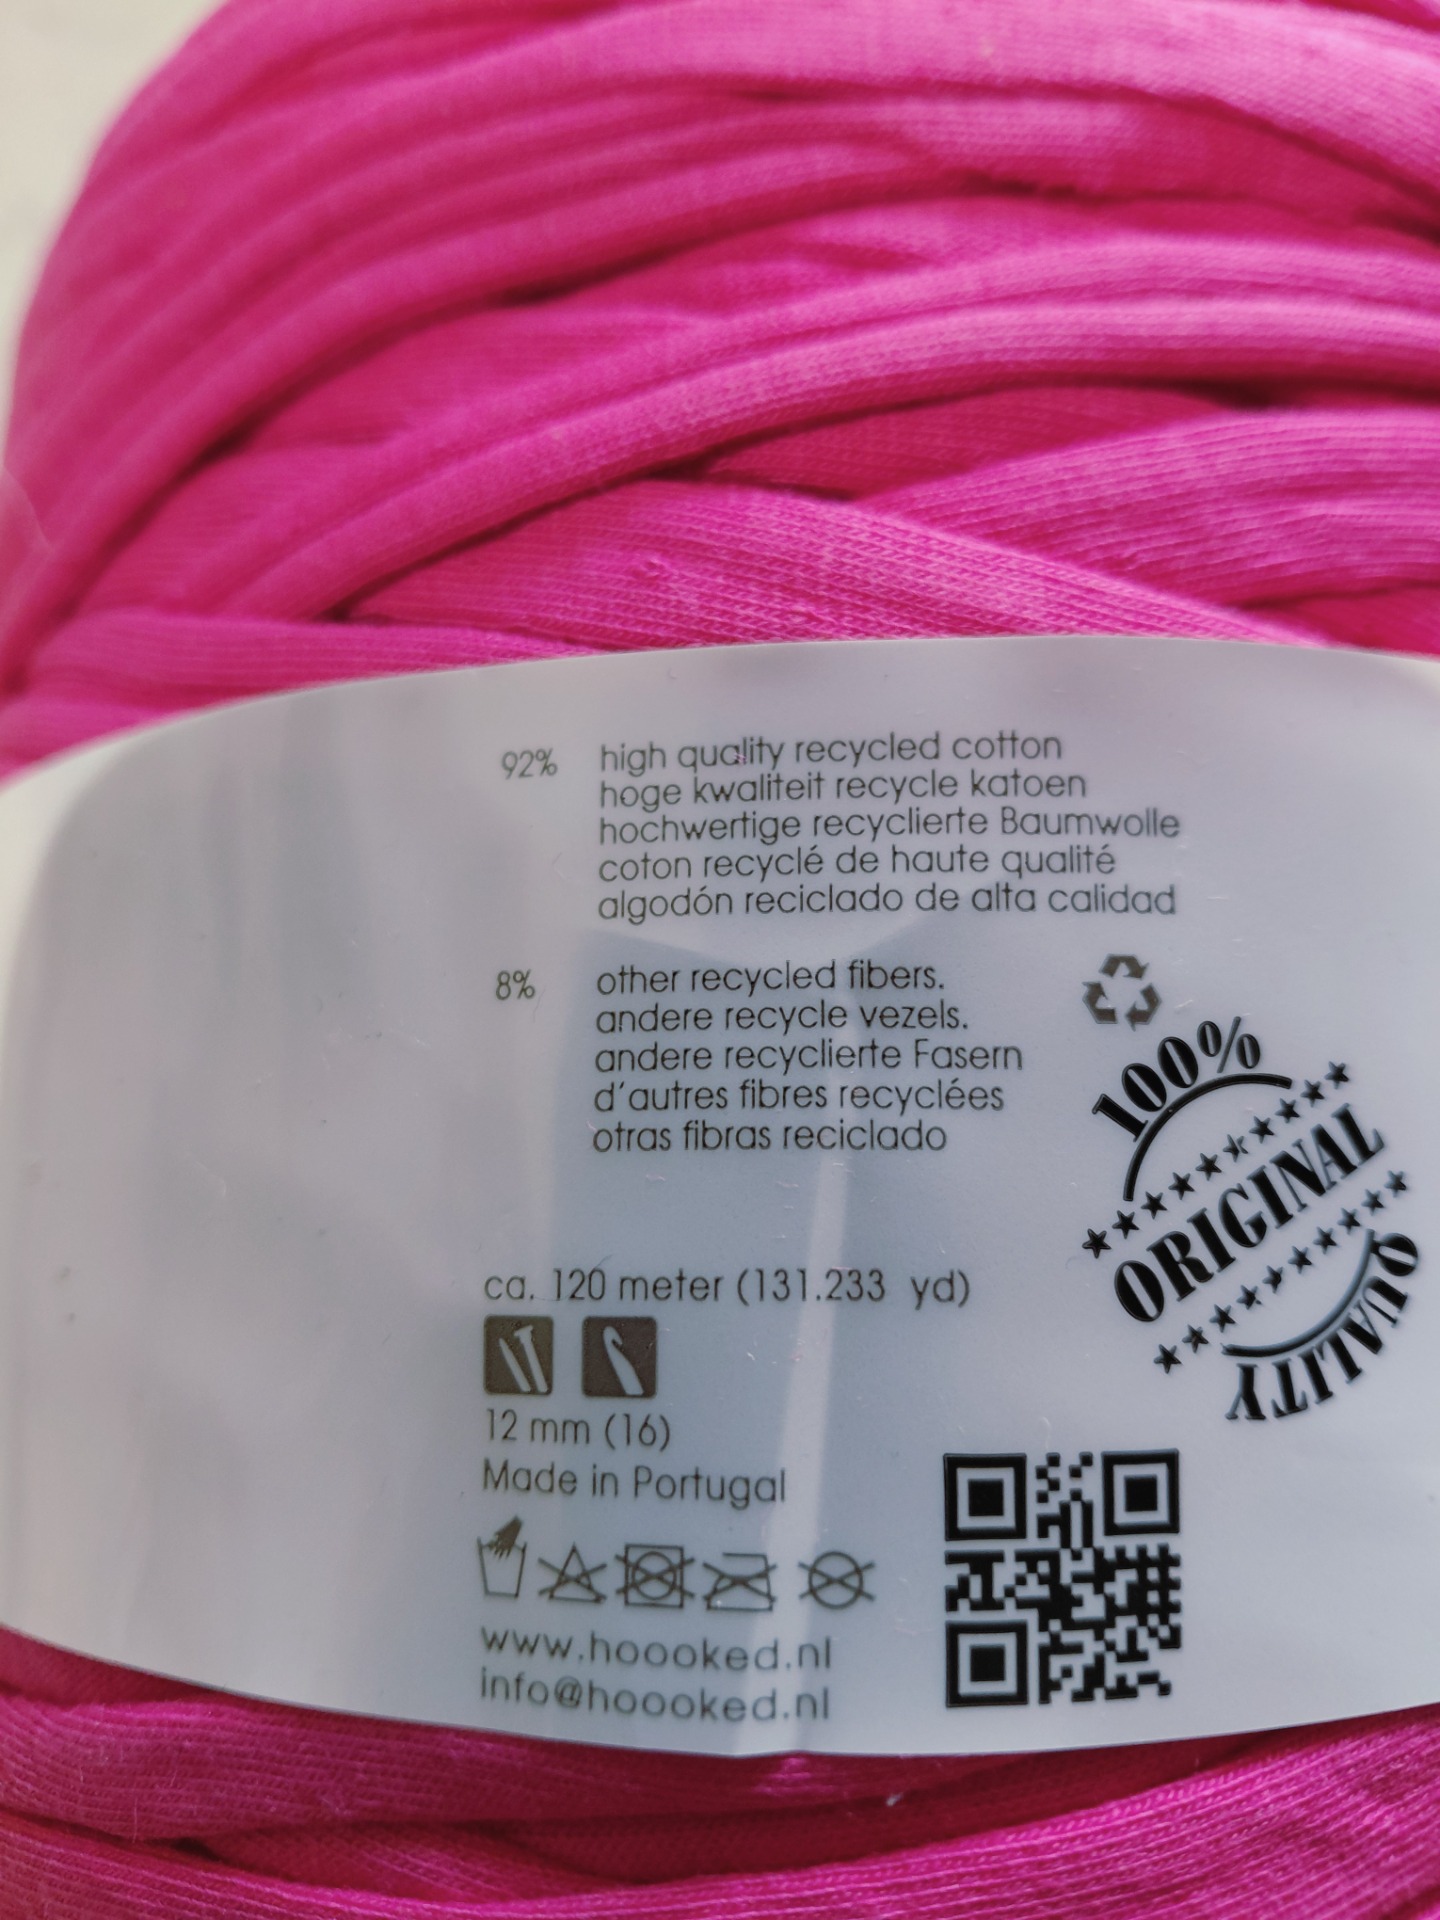 92% high quality recycled cotton
hoge kwaliteit recycle katoen
hochwertige recyclierte Baumwolle
coton recyclé de haute qualité
algodón reciclado de alta calidad
8% other recycled fibers.
andere recycle vezels.
andere recyclierte Fasern
d'autres fibres recyclées
otras fibras reciclado
100%
ORIGINAL
QUALITY
ca. 120 meter (131.233 yd)
12 mm (16)
Made in Portugal
www.hoooked.nl
info@hoooked.nl